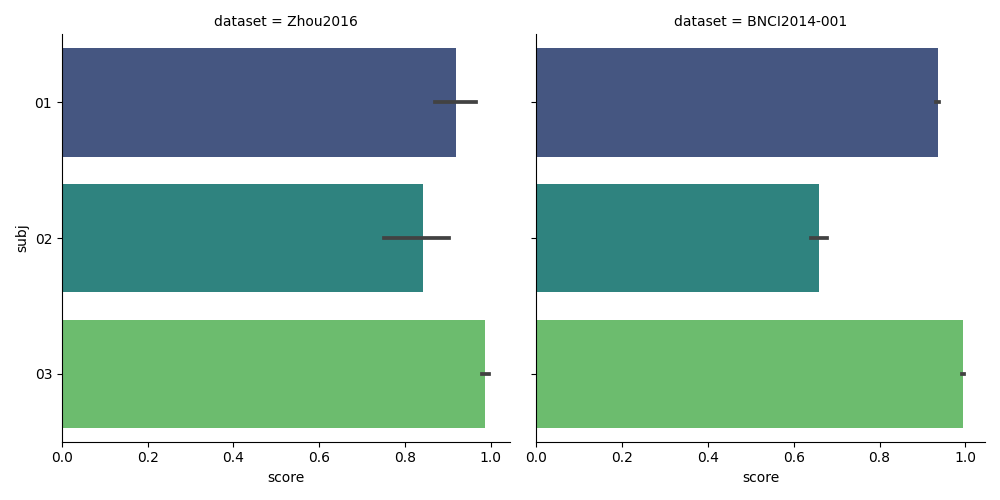 dataset = Zhou2016
dataset = BNCI2014-001
subj
01
02
03
0.0 0.2 0.4 0.6 0.8 1.0
0.0 0.2 0.4 0.6 0.8 1.0
score
score